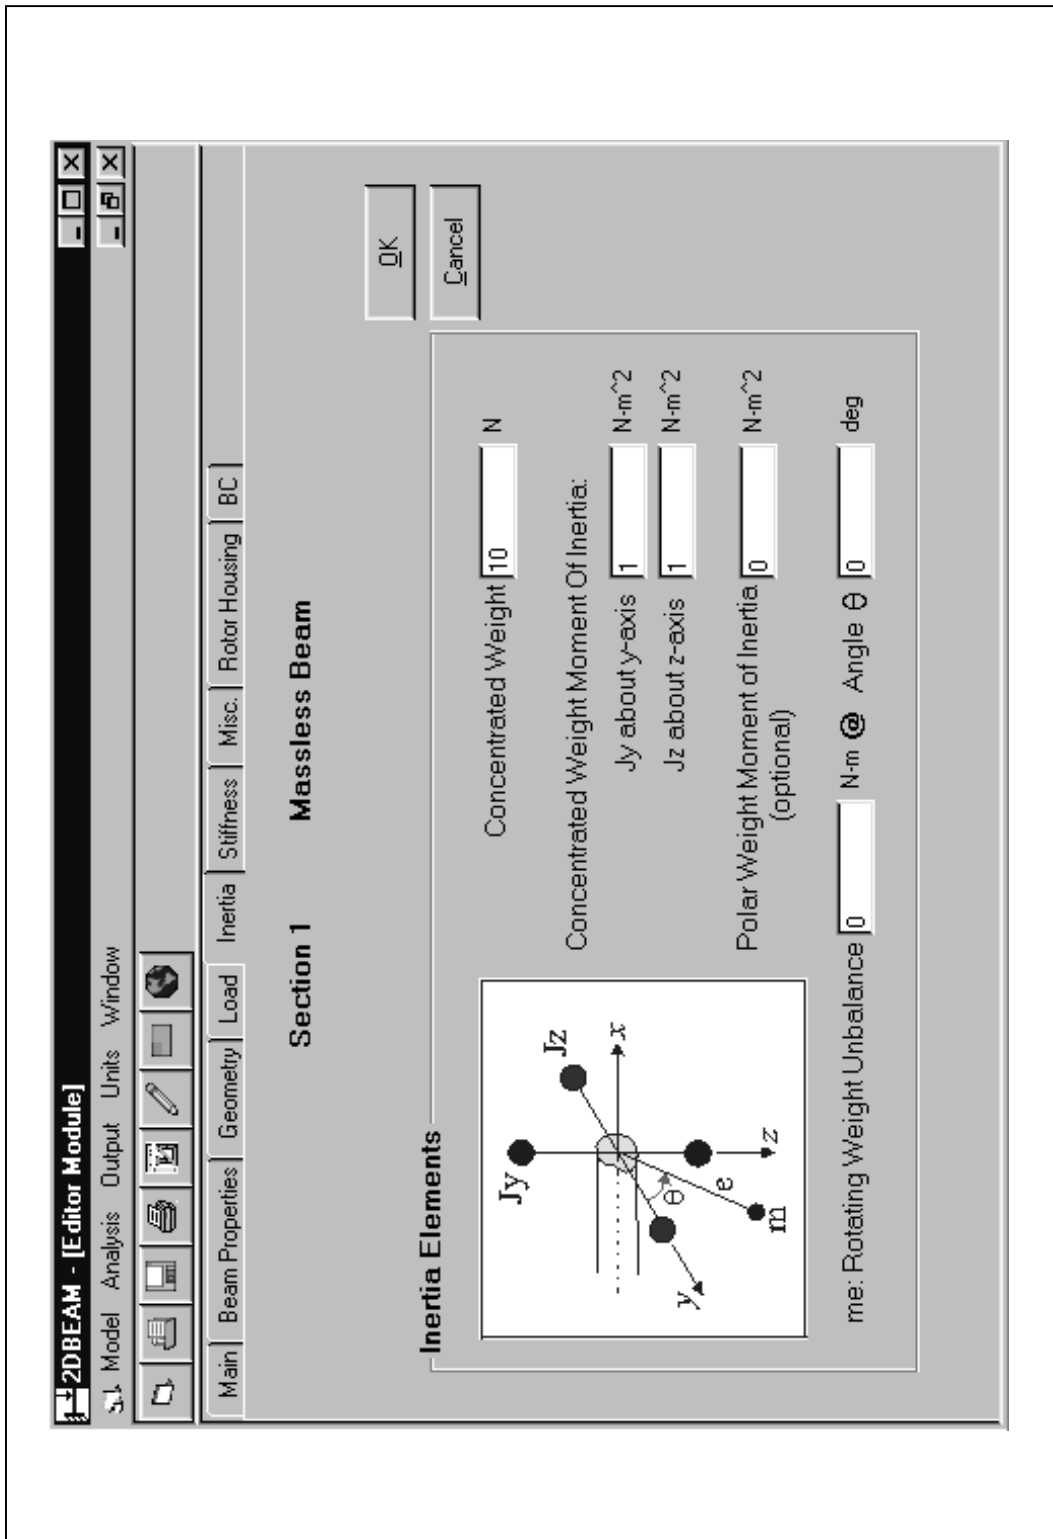 2DBEAM - [Editor Module]
Model Analysis Output Units Window
Main Beam Properties Geometry Load Inertia Stiffness Misc. Rotor Housing BC
Section 1 Massless Beam
OK
Cancel
Inertia Elements
Jy
Jz
x
y
z
θ
e
m
Concentrated Weight 10 N
Concentrated Weight Moment Of Inertia:
Jy about y-axis 1 N-m^2
Jz about z-axis 1 N-m^2
Polar Weight Moment of Inertia 0 N-m^2
(optional)
me: Rotating Weight Unbalance 0 N-m @ Angle θ 0 deg